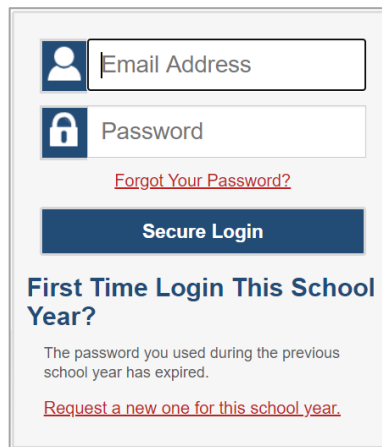 Email Address
Password
Forgot Your Password?
Secure Login
First Time Login This School
Year?
The password you used during the previous
school year has expired.
Request a new one for this school year.